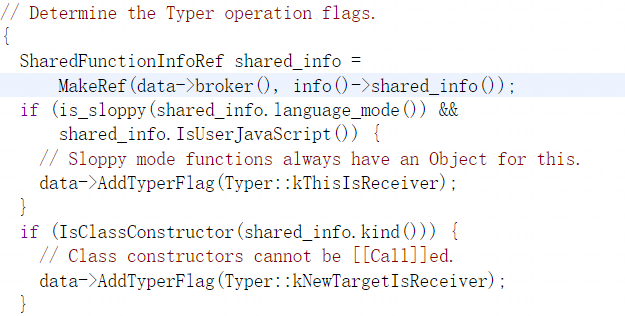 // Determine the Typer operation flags.
{
  SharedFunctionInfoRef shared_info =
      MakeRef(data->broker(), info()->shared_info());
  if (is_sloppy(shared_info.language_mode()) &&
      shared_info.IsUserJavaScript()) {
    // Sloppy mode functions always have an Object for this.
    data->AddTyperFlag(Typer::kThisIsReceiver);
  }
  if (IsClassConstructor(shared_info.kind())) {
    // Class constructors cannot be [[Call]]ed.
    data->AddTyperFlag(Typer::kNewTargetIsReceiver);
  }